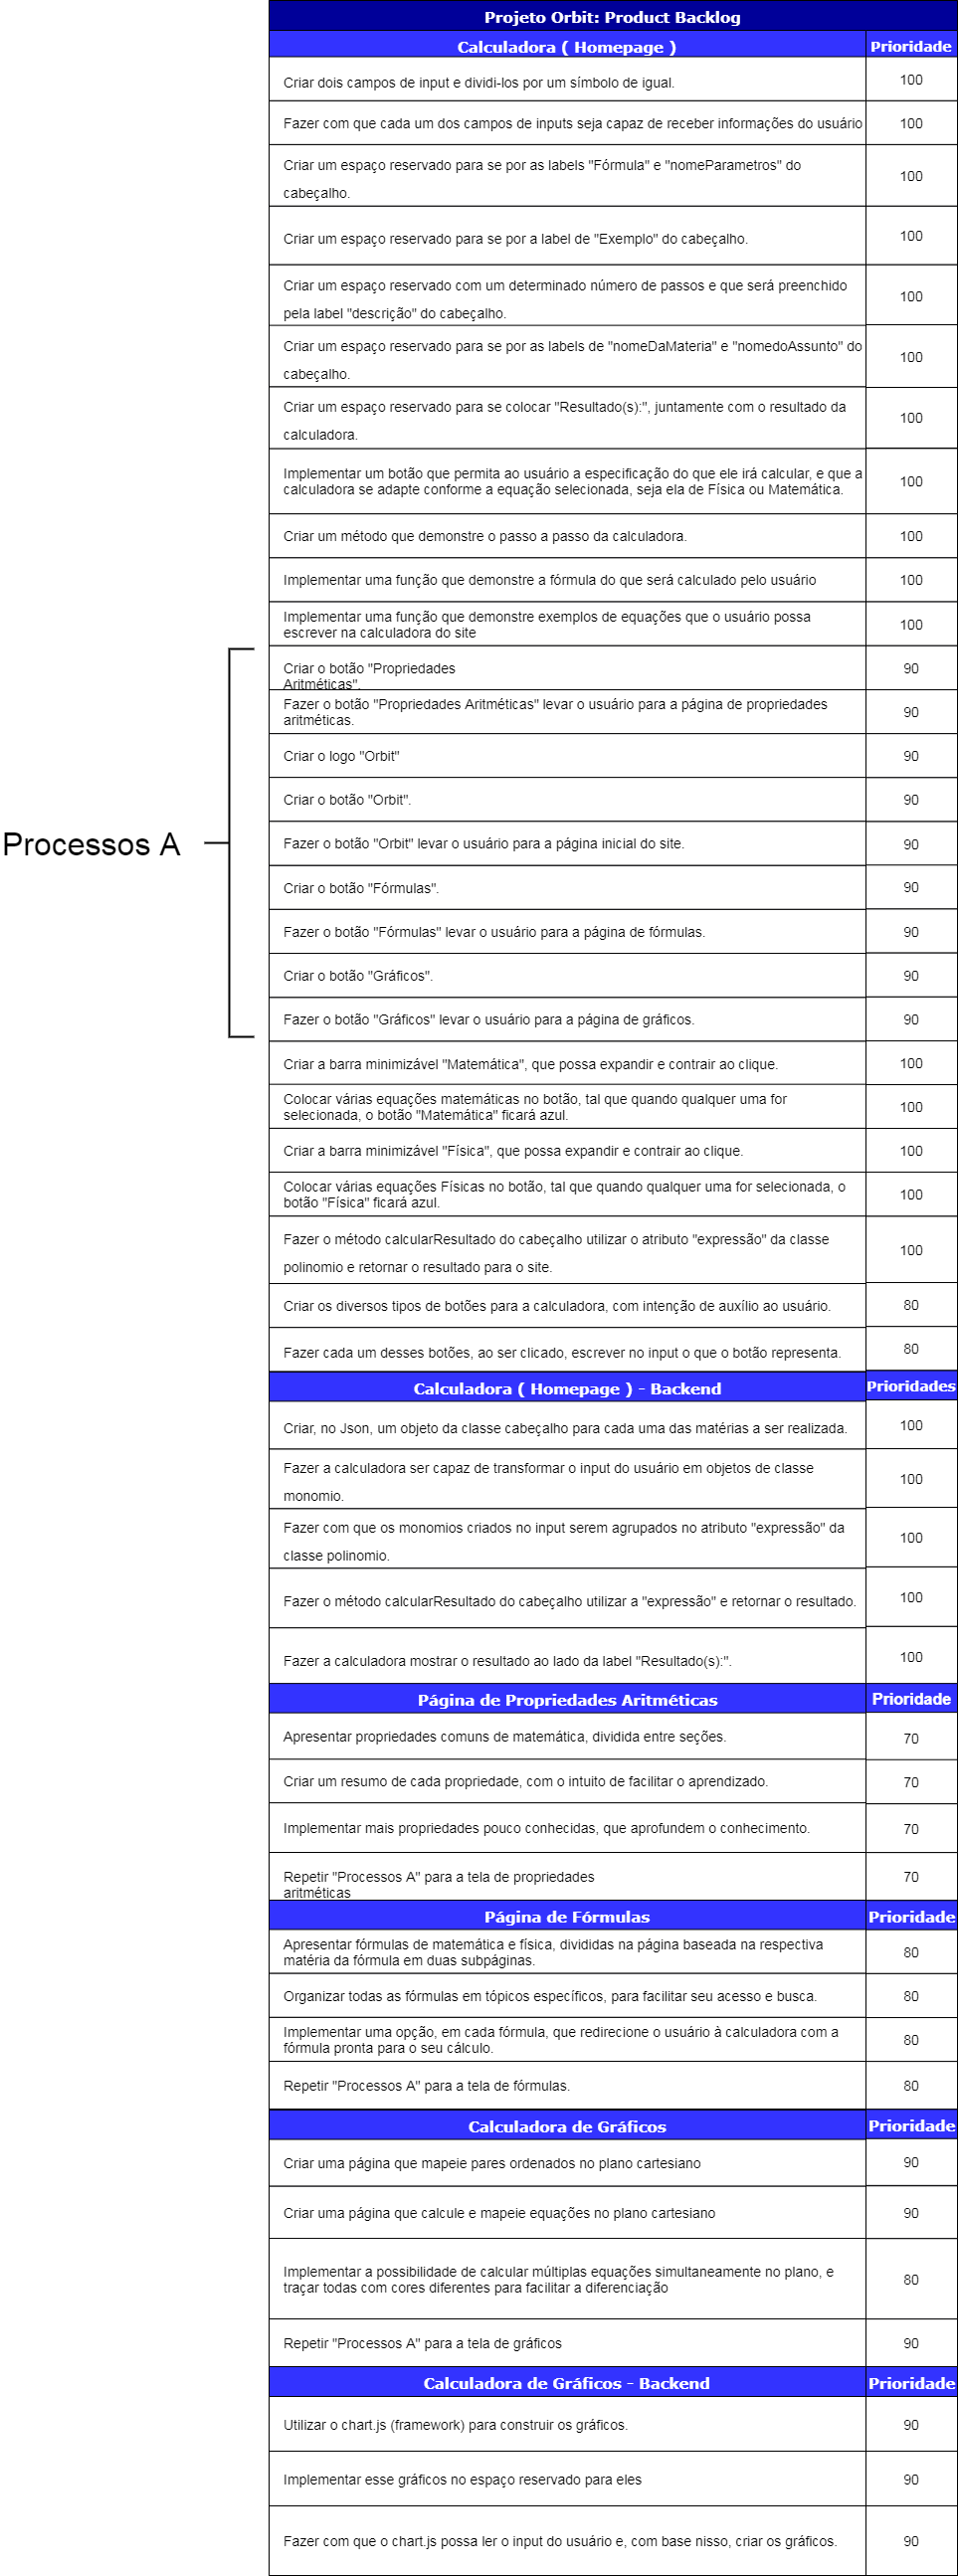 Projeto Orbit: Product Backlog
Calculadora ( Homepage ) Prioridade
Criar dois campos de input e dividi-los por um símbolo de igual. 100
Fazer com que cada um dos campos de inputs seja capaz de receber informações do usuário 100
Criar um espaço reservado para se por as labels "Fórmula" e "nomeParametros" do
cabeçalho. 100
Criar um espaço reservado para se por a label de "Exemplo" do cabeçalho. 100
Criar um espaço reservado com um determinado número de passos e que será preenchido
pela label "descrição" do cabeçalho. 100
Criar um espaço reservado para se por as labels de "nomeDaMateria" e "nomedoAssunto" do
cabeçalho. 100
Criar um espaço reservado para se colocar "Resultado(s):", juntamente com o resultado da
calculadora. 100
Implementar um botão que permita ao usuário a especificação do que ele irá calcular, e que a
calculadora se adapte conforme a equação selecionada, seja ela de Física ou Matemática. 100
Criar um método que demonstre o passo a passo da calculadora. 100
Implementar uma função que demonstre a fórmula do que será calculado pelo usuário 100
Implementar uma função que demonstre exemplos de equações que o usuário possa
escrever na calculadora do site 100
Processos A
Criar o botão "Propriedades
Aritméticas". 90
Fazer o botão "Propriedades Aritméticas" levar o usuário para a página de propriedades
aritméticas. 90
Criar o logo "Orbit" 90
Criar o botão "Orbit". 90
Fazer o botão "Orbit" levar o usuário para a página inicial do site. 90
Criar o botão "Fórmulas". 90
Fazer o botão "Fórmulas" levar o usuário para a página de fórmulas. 90
Criar o botão "Gráficos". 90
Fazer o botão "Gráficos" levar o usuário para a página de gráficos. 90
Criar a barra minimizável "Matemática", que possa expandir e contrair ao clique. 100
Colocar várias equações matemáticas no botão, tal que quando qualquer uma for
selecionada, o botão "Matemática" ficará azul. 100
Criar a barra minimizável "Física", que possa expandir e contrair ao clique. 100
Colocar várias equações Físicas no botão, tal que quando qualquer uma for selecionada, o
botão "Física" ficará azul. 100
Fazer o método calcularResultado do cabeçalho utilizar o atributo "expressão" da classe
polinomio e retornar o resultado para o site. 100
Criar os diversos tipos de botões para a calculadora, com intenção de auxílio ao usuário. 80
Fazer cada um desses botões, ao ser clicado, escrever no input o que o botão representa. 80
Calculadora ( Homepage ) - Backend Prioridades
Criar, no Json, um objeto da classe cabeçalho para cada uma das matérias a ser realizada. 100
Fazer a calculadora ser capaz de transformar o input do usuário em objetos de classe
monomio. 100
Fazer com que os monomios criados no input serem agrupados no atributo "expressão" da
classe polinomio. 100
Fazer o método calcularResultado do cabeçalho utilizar a "expressão" e retornar o resultado. 100
Fazer a calculadora mostrar o resultado ao lado da label "Resultado(s):". 100
Página de Propriedades Aritméticas Prioridade
Apresentar propriedades comuns de matemática, dividida entre seções. 70
Criar um resumo de cada propriedade, com o intuito de facilitar o aprendizado. 70
Implementar mais propriedades pouco conhecidas, que aprofundem o conhecimento. 70
Repetir "Processos A" para a tela de propriedades
aritméticas 70
Página de Fórmulas Prioridade
Apresentar fórmulas de matemática e física, divididas na página baseada na respectiva
matéria da fórmula em duas subpáginas. 80
Organizar todas as fórmulas em tópicos específicos, para facilitar seu acesso e busca. 80
Implementar uma opção, em cada fórmula, que redirecione o usuário à calculadora com a
fórmula pronta para o seu cálculo. 80
Repetir "Processos A" para a tela de fórmulas. 80
Calculadora de Gráficos Prioridade
Criar uma página que mapeie pares ordenados no plano cartesiano 90
Criar uma página que calcule e mapeie equações no plano cartesiano 90
Implementar a possibilidade de calcular múltiplas equações simultaneamente no plano, e
traçar todas com cores diferentes para facilitar a diferenciação 80
Repetir "Processos A" para a tela de gráficos 90
Calculadora de Gráficos - Backend Prioridade
Utilizar o chart.js (framework) para construir os gráficos. 90
Implementar esse gráficos no espaço reservado para eles 90
Fazer com que o chart.js possa ler o input do usuário e, com base nisso, criar os gráficos. 90